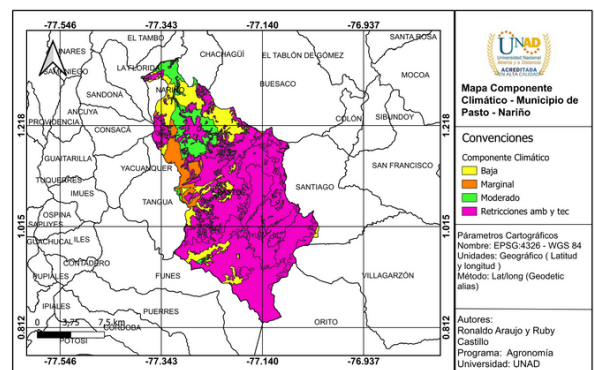 -77.546 -77.343 -77.140 -76.937
EL TAMBO
SANTA ROSA
LINARES
CHACHAGÜÍ
EL TABLÓN DE GÓMEZ
SAMANIEGO
LA FLORIDA
MOCOA
NARIÑO
BUESACO
SANDONÁ
ANCUYA
COLÓN
SIBUNDOY
PROVIDENCIA
CONSACÁ
1.218
1.218
GUAITARILLA
YACUANQUER
SAN FRANCISCO
TÚQUERRES
IMUES
SANTIAGO
TANGUA
OSPINA
SAPUYES
1.015
1.015
GUACHUCAL
ILES
CONTADERO
FUNES
VILLAGARZÓN
PUPIALES
IPIALES
PUERRES
ORITO
0 3,75 7,5 km
CÓRDOBA
0.812
0.812
POTOSÍ
-77.546 -77.343 -77.140 -76.937
UNAD
Universidad Nacional
Abierta y a Distancia
ACREDITADA
EN ALTA CALIDAD
Mapa Componente
Climático - Municipio de
Pasto - Nariño
Convenciones
Componente Climático
Baja
Marginal
Moderado
Retricciones amb y tec
Párametros Cartográficos
Nombre: EPSG:4326 - WGS 84
Unidades: Geográfico ( Latitud
y longitud )
Método: Lat/long (Geodetic
alias)
Autores:
Ronaldo Araujo y Ruby
Castillo
Programa: Agronomía
Universidad: UNAD